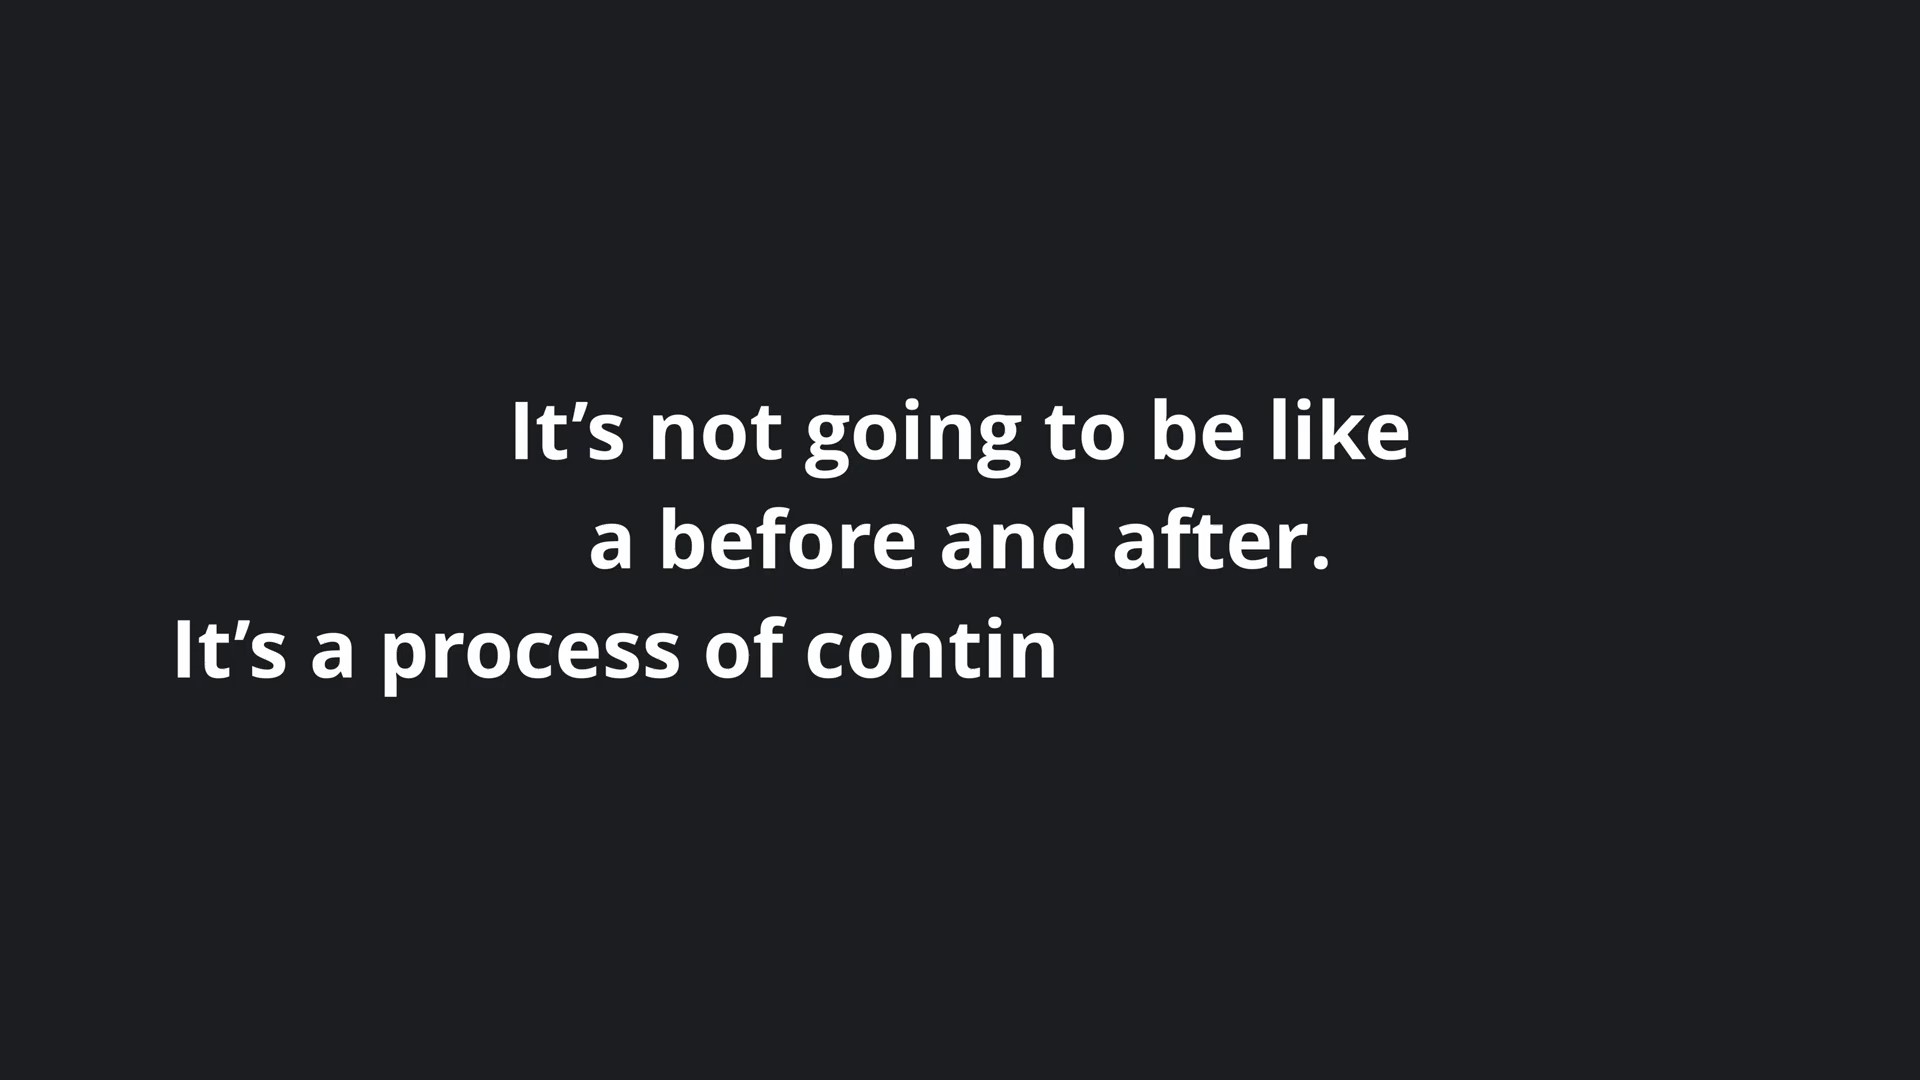 It’s not going to be like
a before and after.
It’s a process of contin